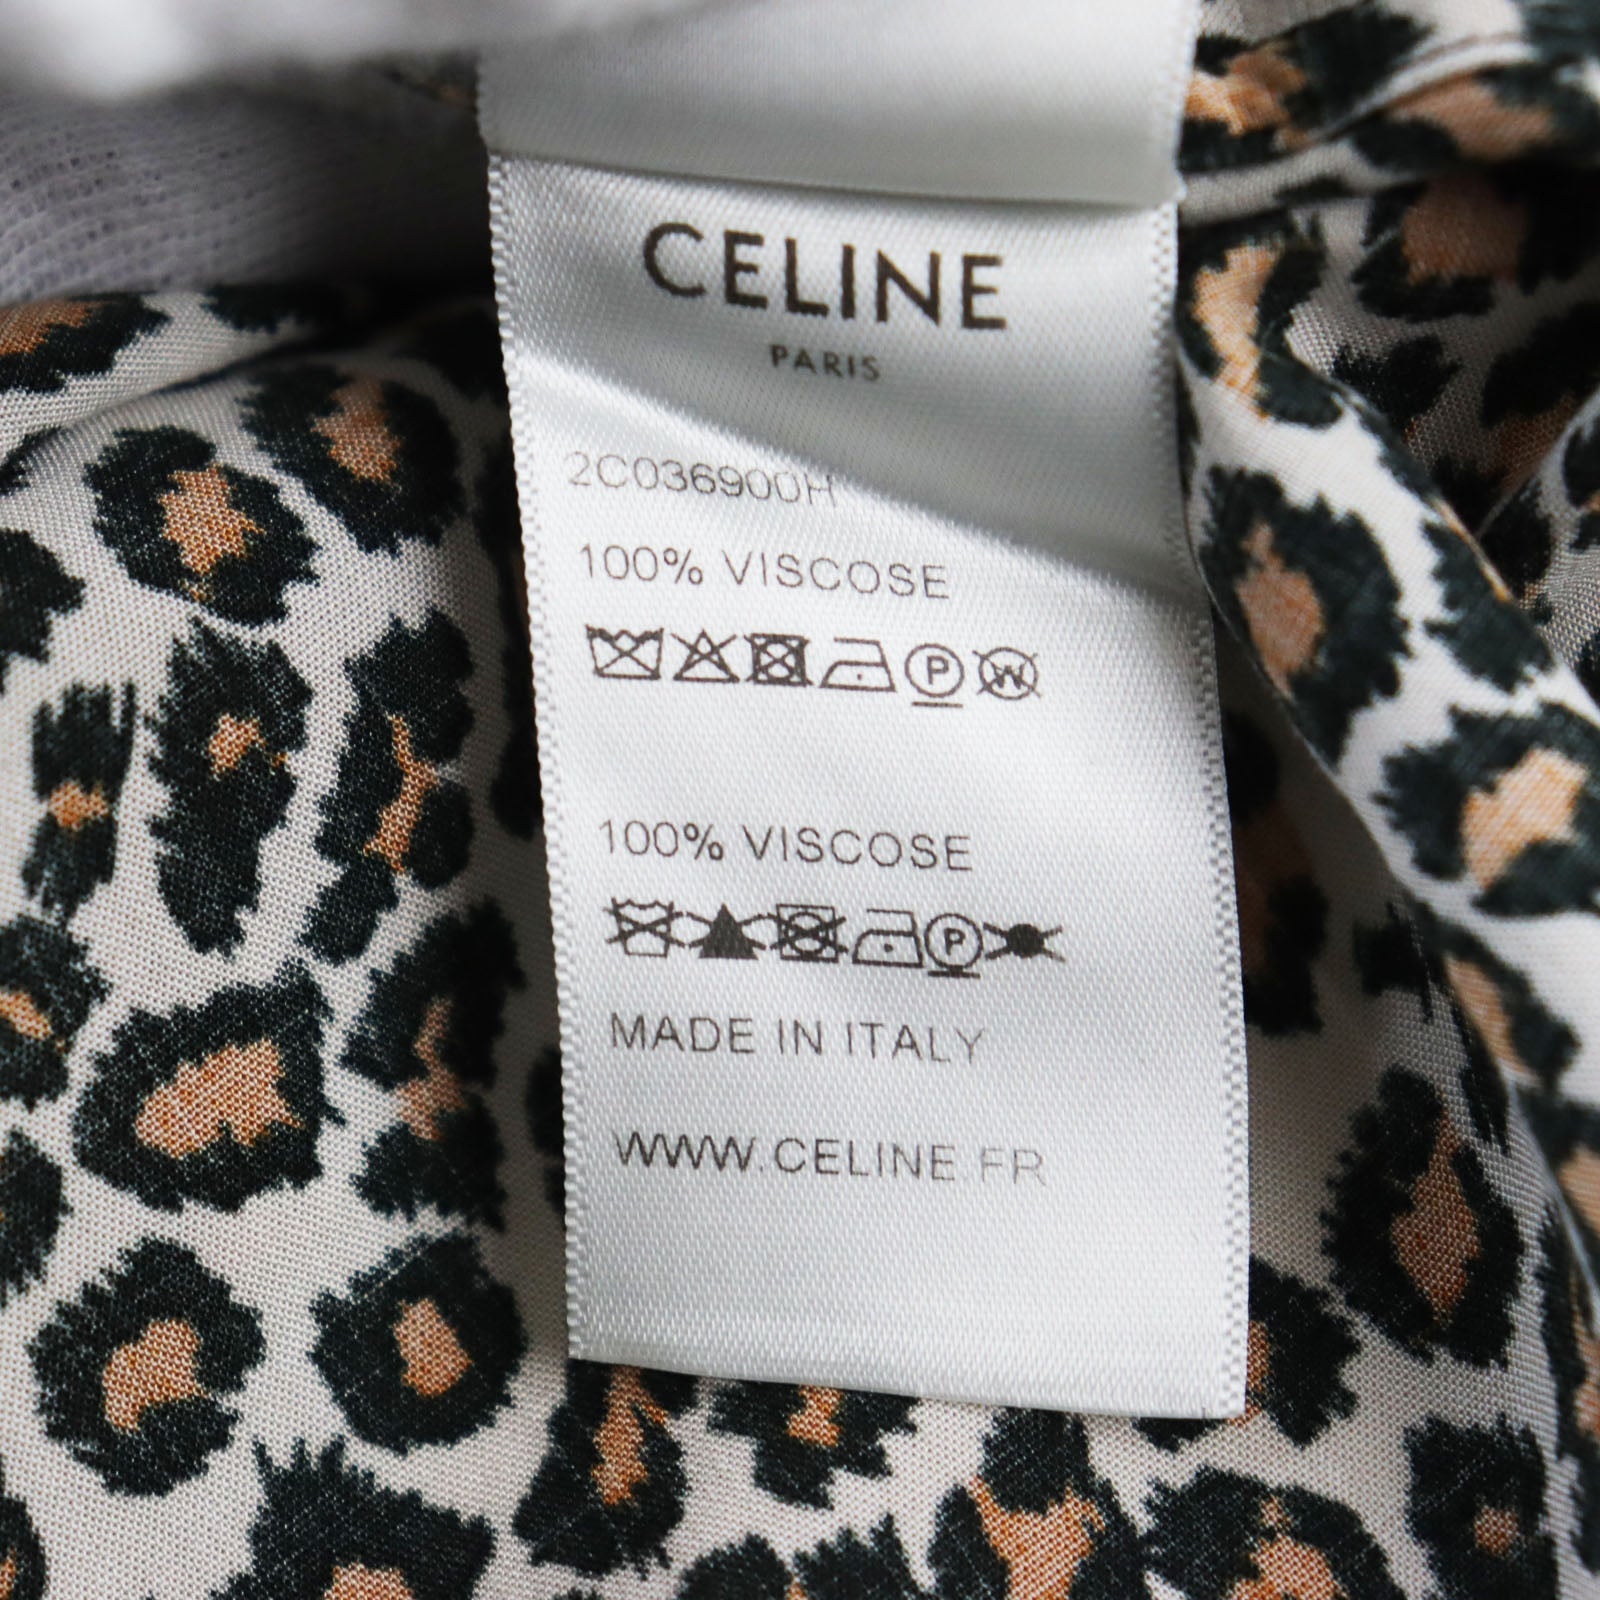 CELINE
PARIS
2C036900H
100% VISCOSE
P W
100% VISCOSE
P
MADE IN ITALY
WWW.CELINE.FR